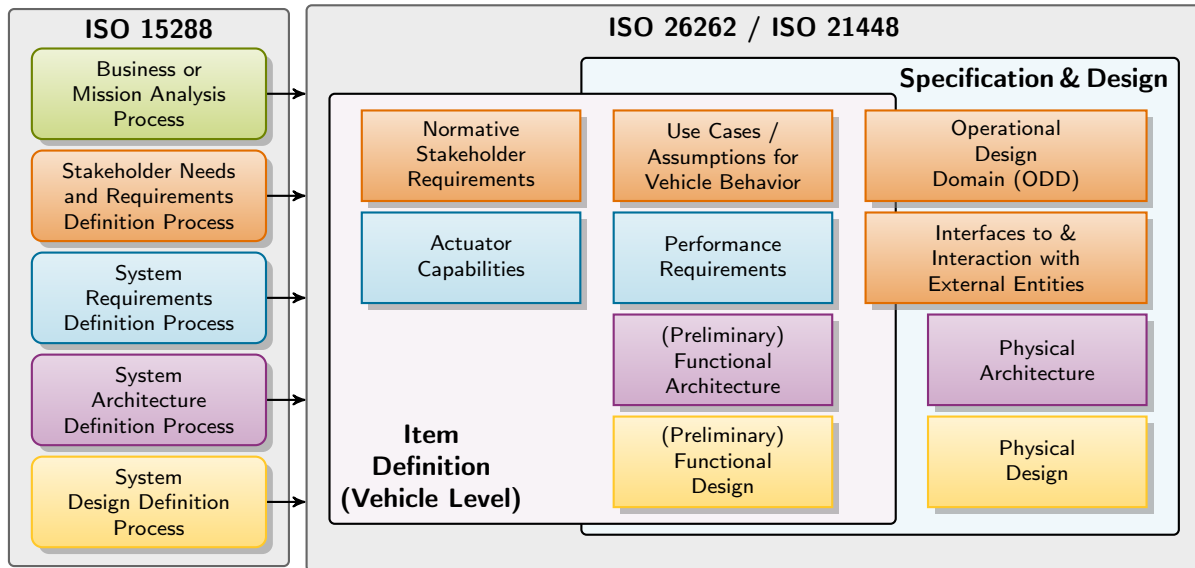 ISO 15288
Business or
Mission Analysis
Process
Stakeholder Needs
and Requirements
Definition Process
System
Requirements
Definition Process
System
Architecture
Definition Process
System
Design Definition
Process
ISO 26262 / ISO 21448
Specification & Design
Normative
Stakeholder
Requirements
Use Cases /
Assumptions for
Vehicle Behavior
Operational
Design
Domain (ODD)
Actuator
Capabilities
Performance
Requirements
Interfaces to &
Interaction with
External Entities
(Preliminary)
Functional
Architecture
Physical
Architecture
Item
Definition
(Vehicle Level)
(Preliminary)
Functional
Design
Physical
Design